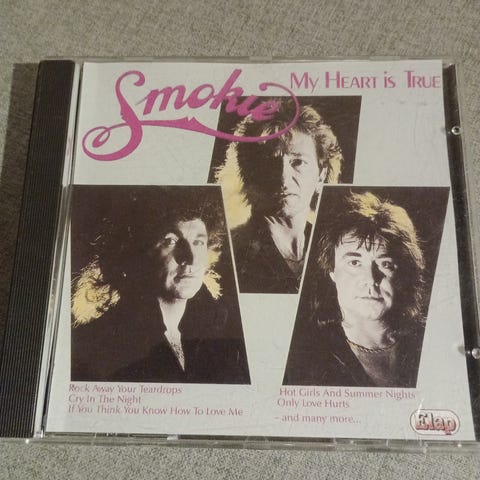 Smokie
My Heart is True
Rock Away Your Teardrops
Cry In The Night
If You Think You Know How To Love Me
Hot Girls And Summer Nights
Only Love Hurts
- and many more...
Elap